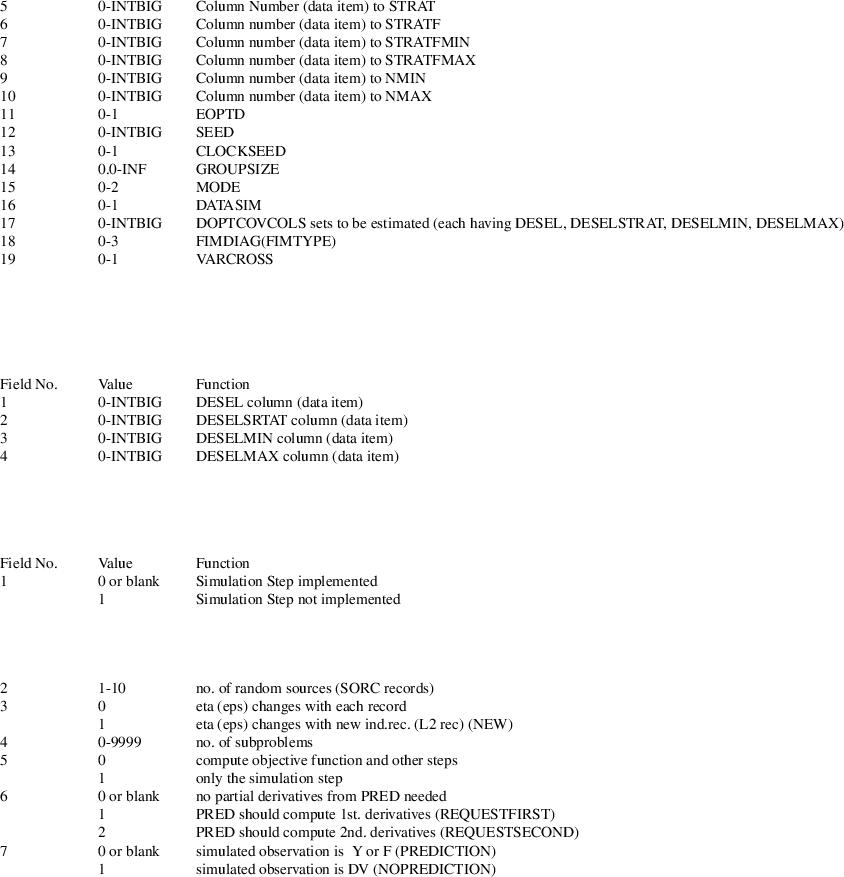 5 0-INTBIG Column Number (data item) to STRAT
6 0-INTBIG Column number (data item) to STRATF
7 0-INTBIG Column number (data item) to STRATFMIN
8 0-INTBIG Column number (data item) to STRATFMAX
9 0-INTBIG Column number (data item) to NMIN
10 0-INTBIG Column number (data item) to NMAX
11 0-1 EOPTD
12 0-INTBIG SEED
13 0-1 CLOCKSEED
14 0.0-INF GROUPSIZE
15 0-2 MODE
16 0-1 DATASIM
17 0-INTBIG DOPTCOVCOLS sets to be estimated (each having DESEL, DESELSTRAT, DESELMIN, DESELMAX)
18 0-3 FIMDIAG(FIMTYPE)
19 0-1 VARCROSS
Field No. Value Function
1 0-INTBIG DESEL column (data item)
2 0-INTBIG DESELSRTAT column (data item)
3 0-INTBIG DESELMIN column (data item)
4 0-INTBIG DESELMAX column (data item)
Field No. Value Function
1 0 or blank Simulation Step implemented
1 Simulation Step not implemented
2 1-10 no. of random sources (SORC records)
3 0 eta (eps) changes with each record
1 eta (eps) changes with new ind.rec. (L2 rec) (NEW)
4 0-9999 no. of subproblems
5 0 compute objective function and other steps
1 only the simulation step
6 0 or blank no partial derivatives from PRED needed
1 PRED should compute 1st. derivatives (REQUESTFIRST)
2 PRED should compute 2nd. derivatives (REQUESTSECOND)
7 0 or blank simulated observation is Y or F (PREDICTION)
1 simulated observation is DV (NOPREDICTION)